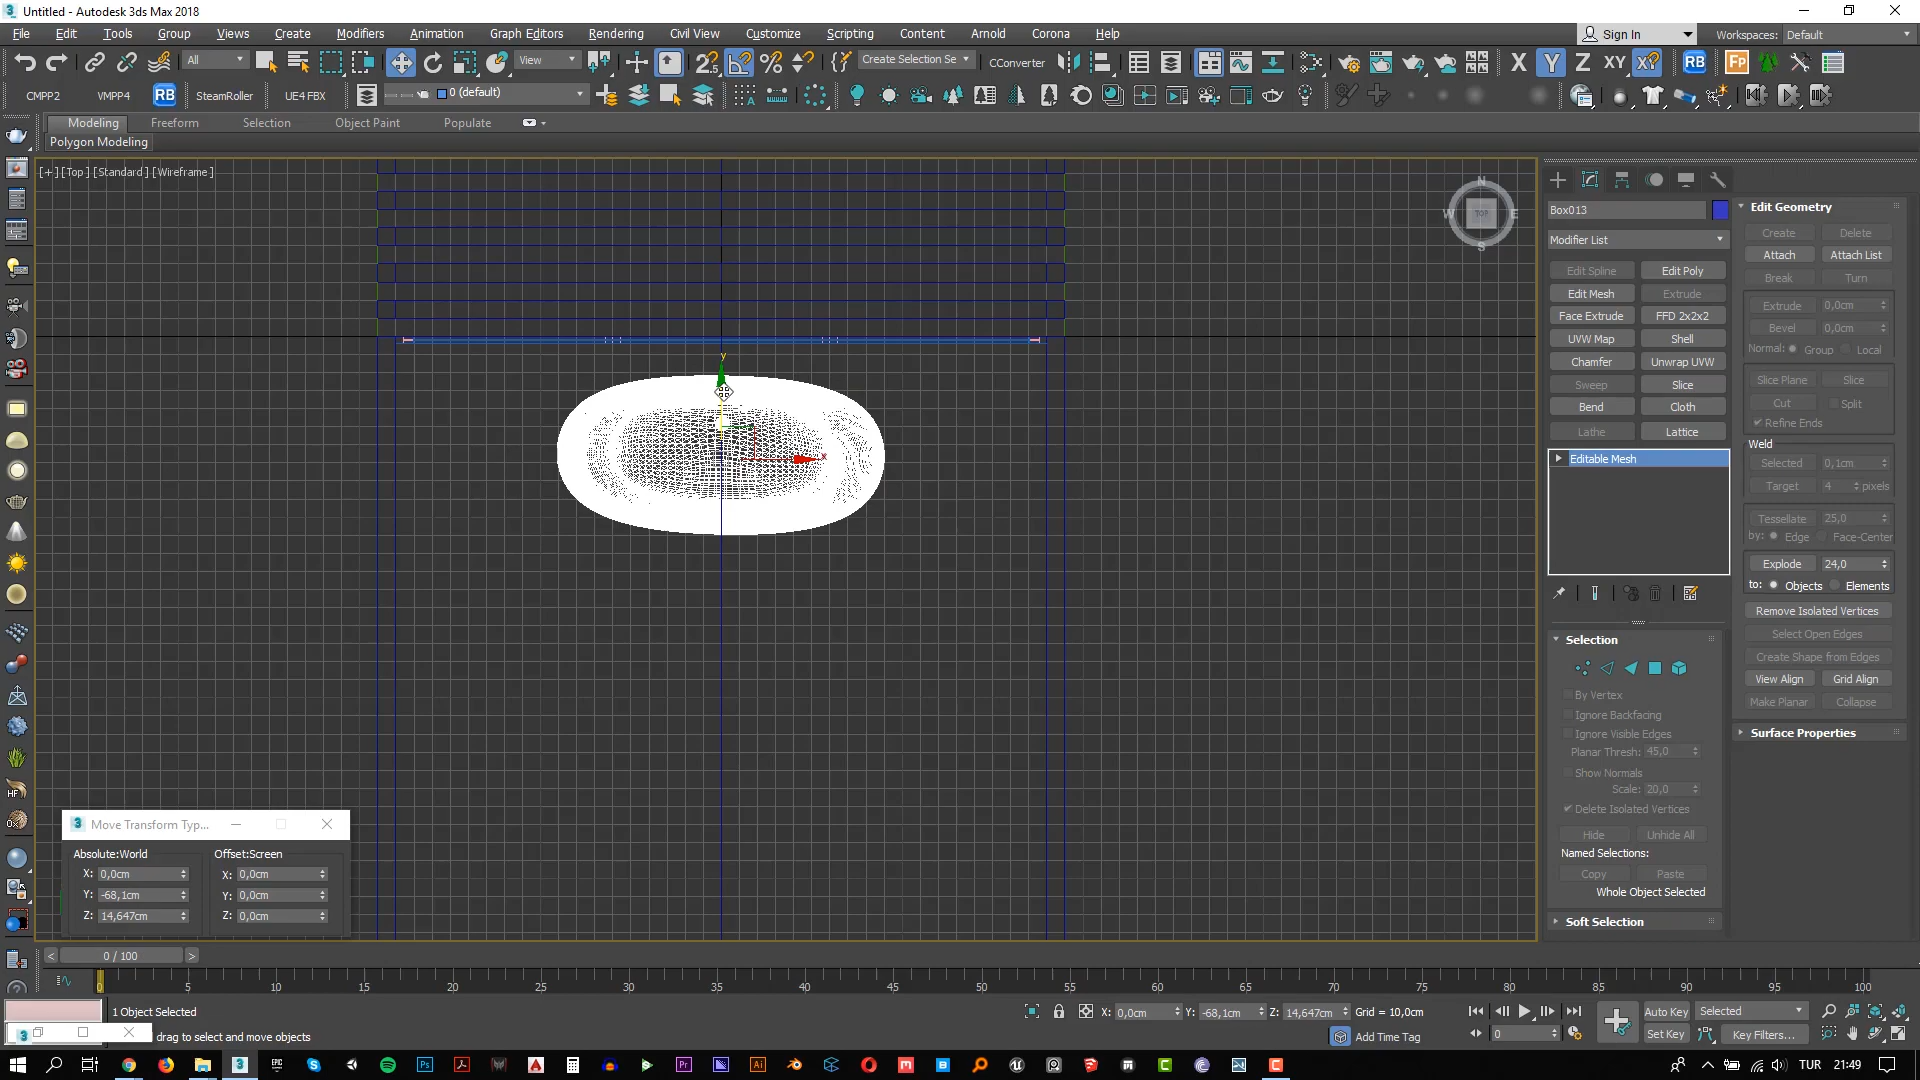 Untitled - Autodesk 3ds Max 2018
File Edit Tools Group Views Create Modifiers Animation Graph Editors Rendering Civil View Customize Scripting Content Arnold Corona Help
Sign In Workspaces: Default
All View Create Selection Se CConverter X Y Z XY RB Fp
CMPP2 VMPP4 RB SteamRoller UE4 FBX 0 (default)
Modeling Freeform Selection Object Paint Populate
Polygon Modeling
[+] [Top] [Standard] [Wireframe]
N
W TOP E
S
y
x
Box013
Modifier List
Edit Spline Edit Poly
Edit Mesh Extrude
Face Extrude FFD 2x2x2
UVW Map Shell
Chamfer Unwrap UVW
Sweep Slice
Bend Cloth
Lathe Lattice
Editable Mesh
Selection
By Vertex
Ignore Backfacing
Ignore Visible Edges
Planar Thresh: 45,0
Show Normals
Scale: 20,0
Delete Isolated Vertices
Hide Unhide All
Named Selections:
Copy Paste
Whole Object Selected
Soft Selection
Edit Geometry
Create Delete
Attach Attach List
Break Turn
Extrude 0,0cm
Bevel 0,0cm
Normal: Group Local
Slice Plane Slice
Cut Split
Refine Ends
Weld
Selected 0,1cm
Target 4 pixels
Tessellate 25,0
by: Edge Face-Center
Explode 24,0
to: Objects Elements
Remove Isolated Vertices
Select Open Edges
Create Shape from Edges
View Align Grid Align
Make Planar Collapse
Surface Properties
Move Transform Typ...
Absolute:World Offset:Screen
X: 0,0cm X: 0,0cm
Y: -68,1cm Y: 0,0cm
Z: 14,647cm Z: 0,0cm
< 0 / 100 >
0 5 10 15 20 25 30 35 40 45 50 55 60 65 70 75 80 85 90 95 100
1 Object Selected X: 0,0cm Y: -68,1cm Z: 14,647cm Grid = 10,0cm Auto Key Selected
drag to select and move objects Add Time Tag 0 Set Key Key Filters...
TUR 21:49